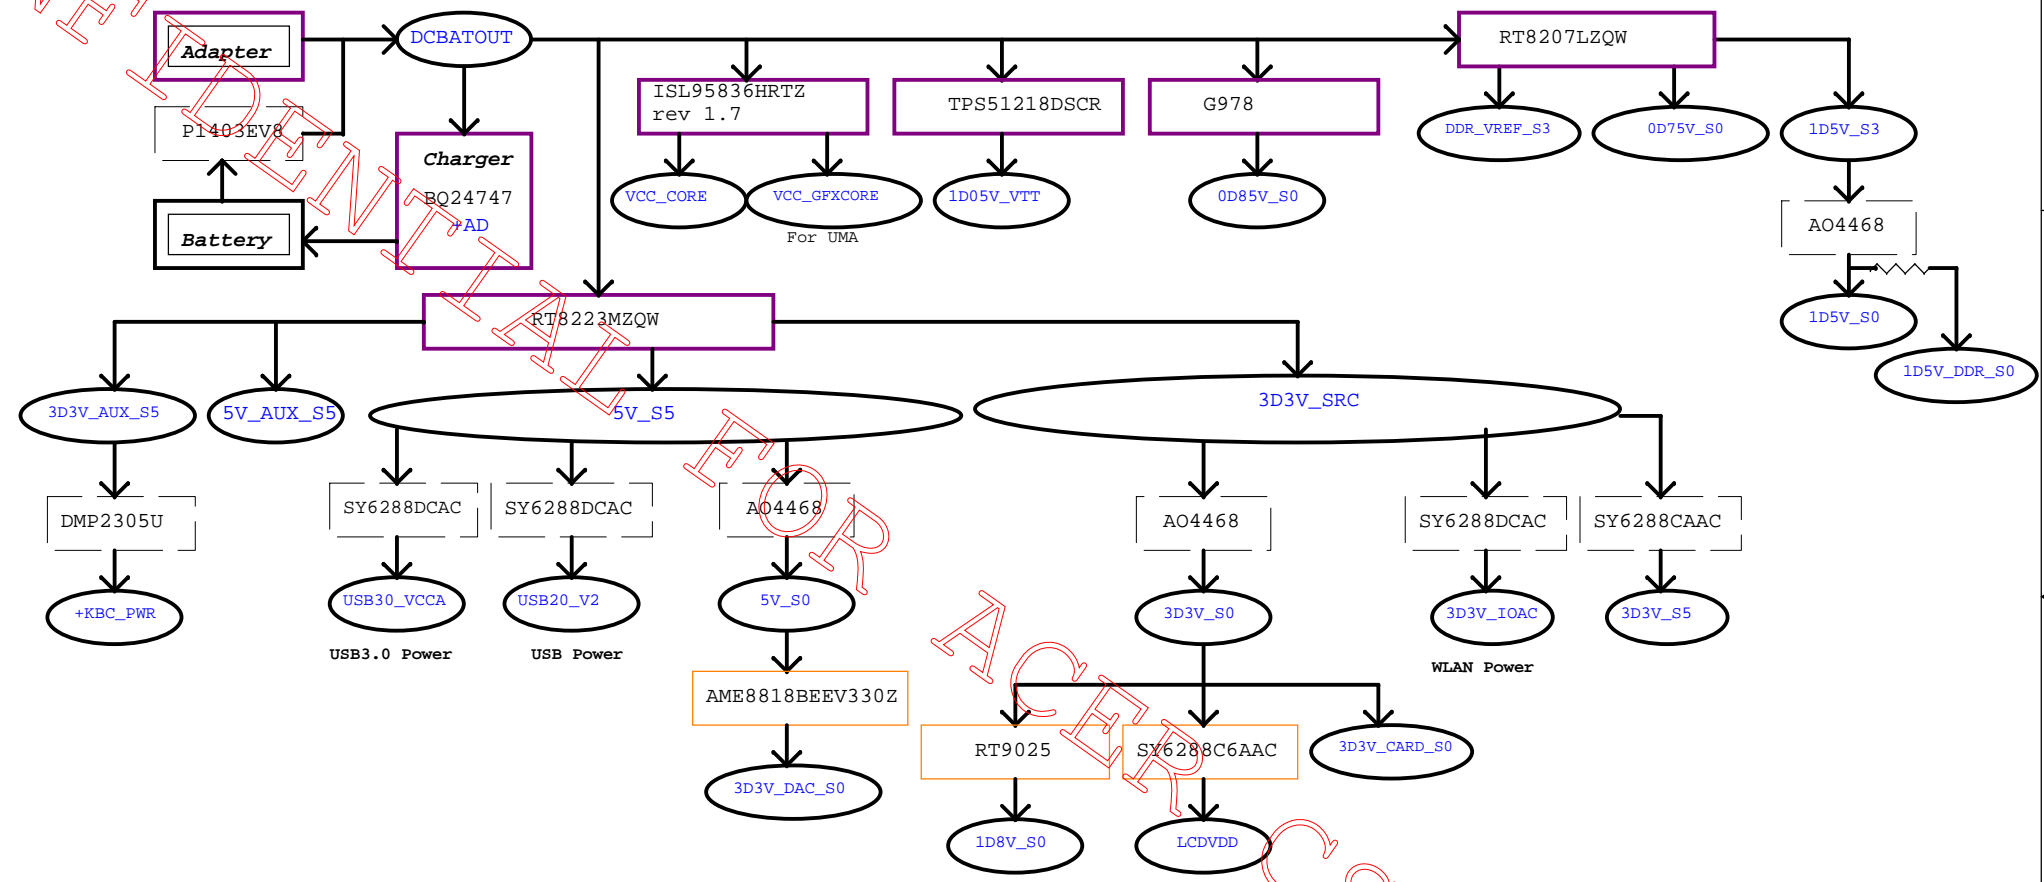 Adapter
DCBATOUT
RT8207LZQW
P1403EV8
ISL95836HRTZ
rev 1.7
TPS51218DSCR
G978
DDR_VREF_S3
0D75V_S0
1D5V_S3
Charger
BQ24747
+AD
Battery
VCC_CORE
VCC_GFXCORE
For UMA
1D05V_VTT
0D85V_S0
AO4468
1D5V_S0
1D5V_DDR_S0
RT8223MZQW
3D3V_AUX_S5
5V_AUX_S5
5V_S5
3D3V_SRC
DMP2305U
SY6288DCAC
SY6288DCAC
AO4468
AO4468
SY6288DCAC
SY6288CAAC
+KBC_PWR
USB30_VCCA
USB20_V2
5V_S0
3D3V_S0
3D3V_IOAC
3D3V_S5
USB3.0 Power
USB Power
WLAN Power
AME8818BEEV330Z
RT9025
SY6288C6AAC
3D3V_CARD_S0
3D3V_DAC_S0
1D8V_S0
LCDVDD
IDENTIAL FOR ACER